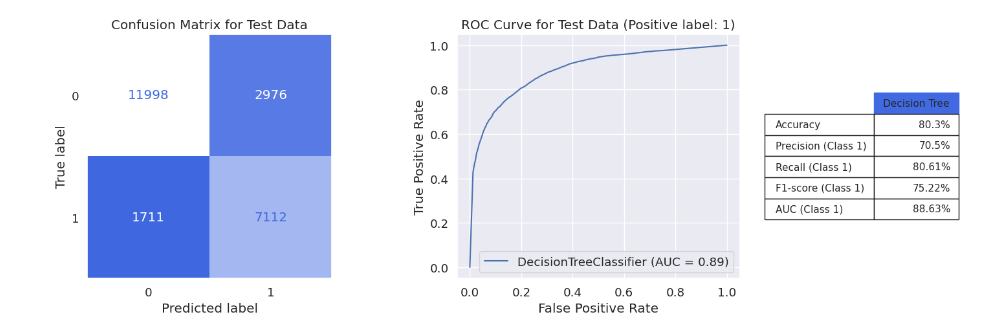 Confusion Matrix for Test Data
0
11998
2976
1
1711
7112
True label
0
1
Predicted label
ROC Curve for Test Data (Positive label: 1)
1.0
0.8
0.6
0.4
0.2
0.0
True Positive Rate
DecisionTreeClassifier (AUC = 0.89)
0.0 0.2 0.4 0.6 0.8 1.0
False Positive Rate
Decision Tree
Accuracy 80.3%
Precision (Class 1) 70.5%
Recall (Class 1) 80.61%
F1-score (Class 1) 75.22%
AUC (Class 1) 88.63%